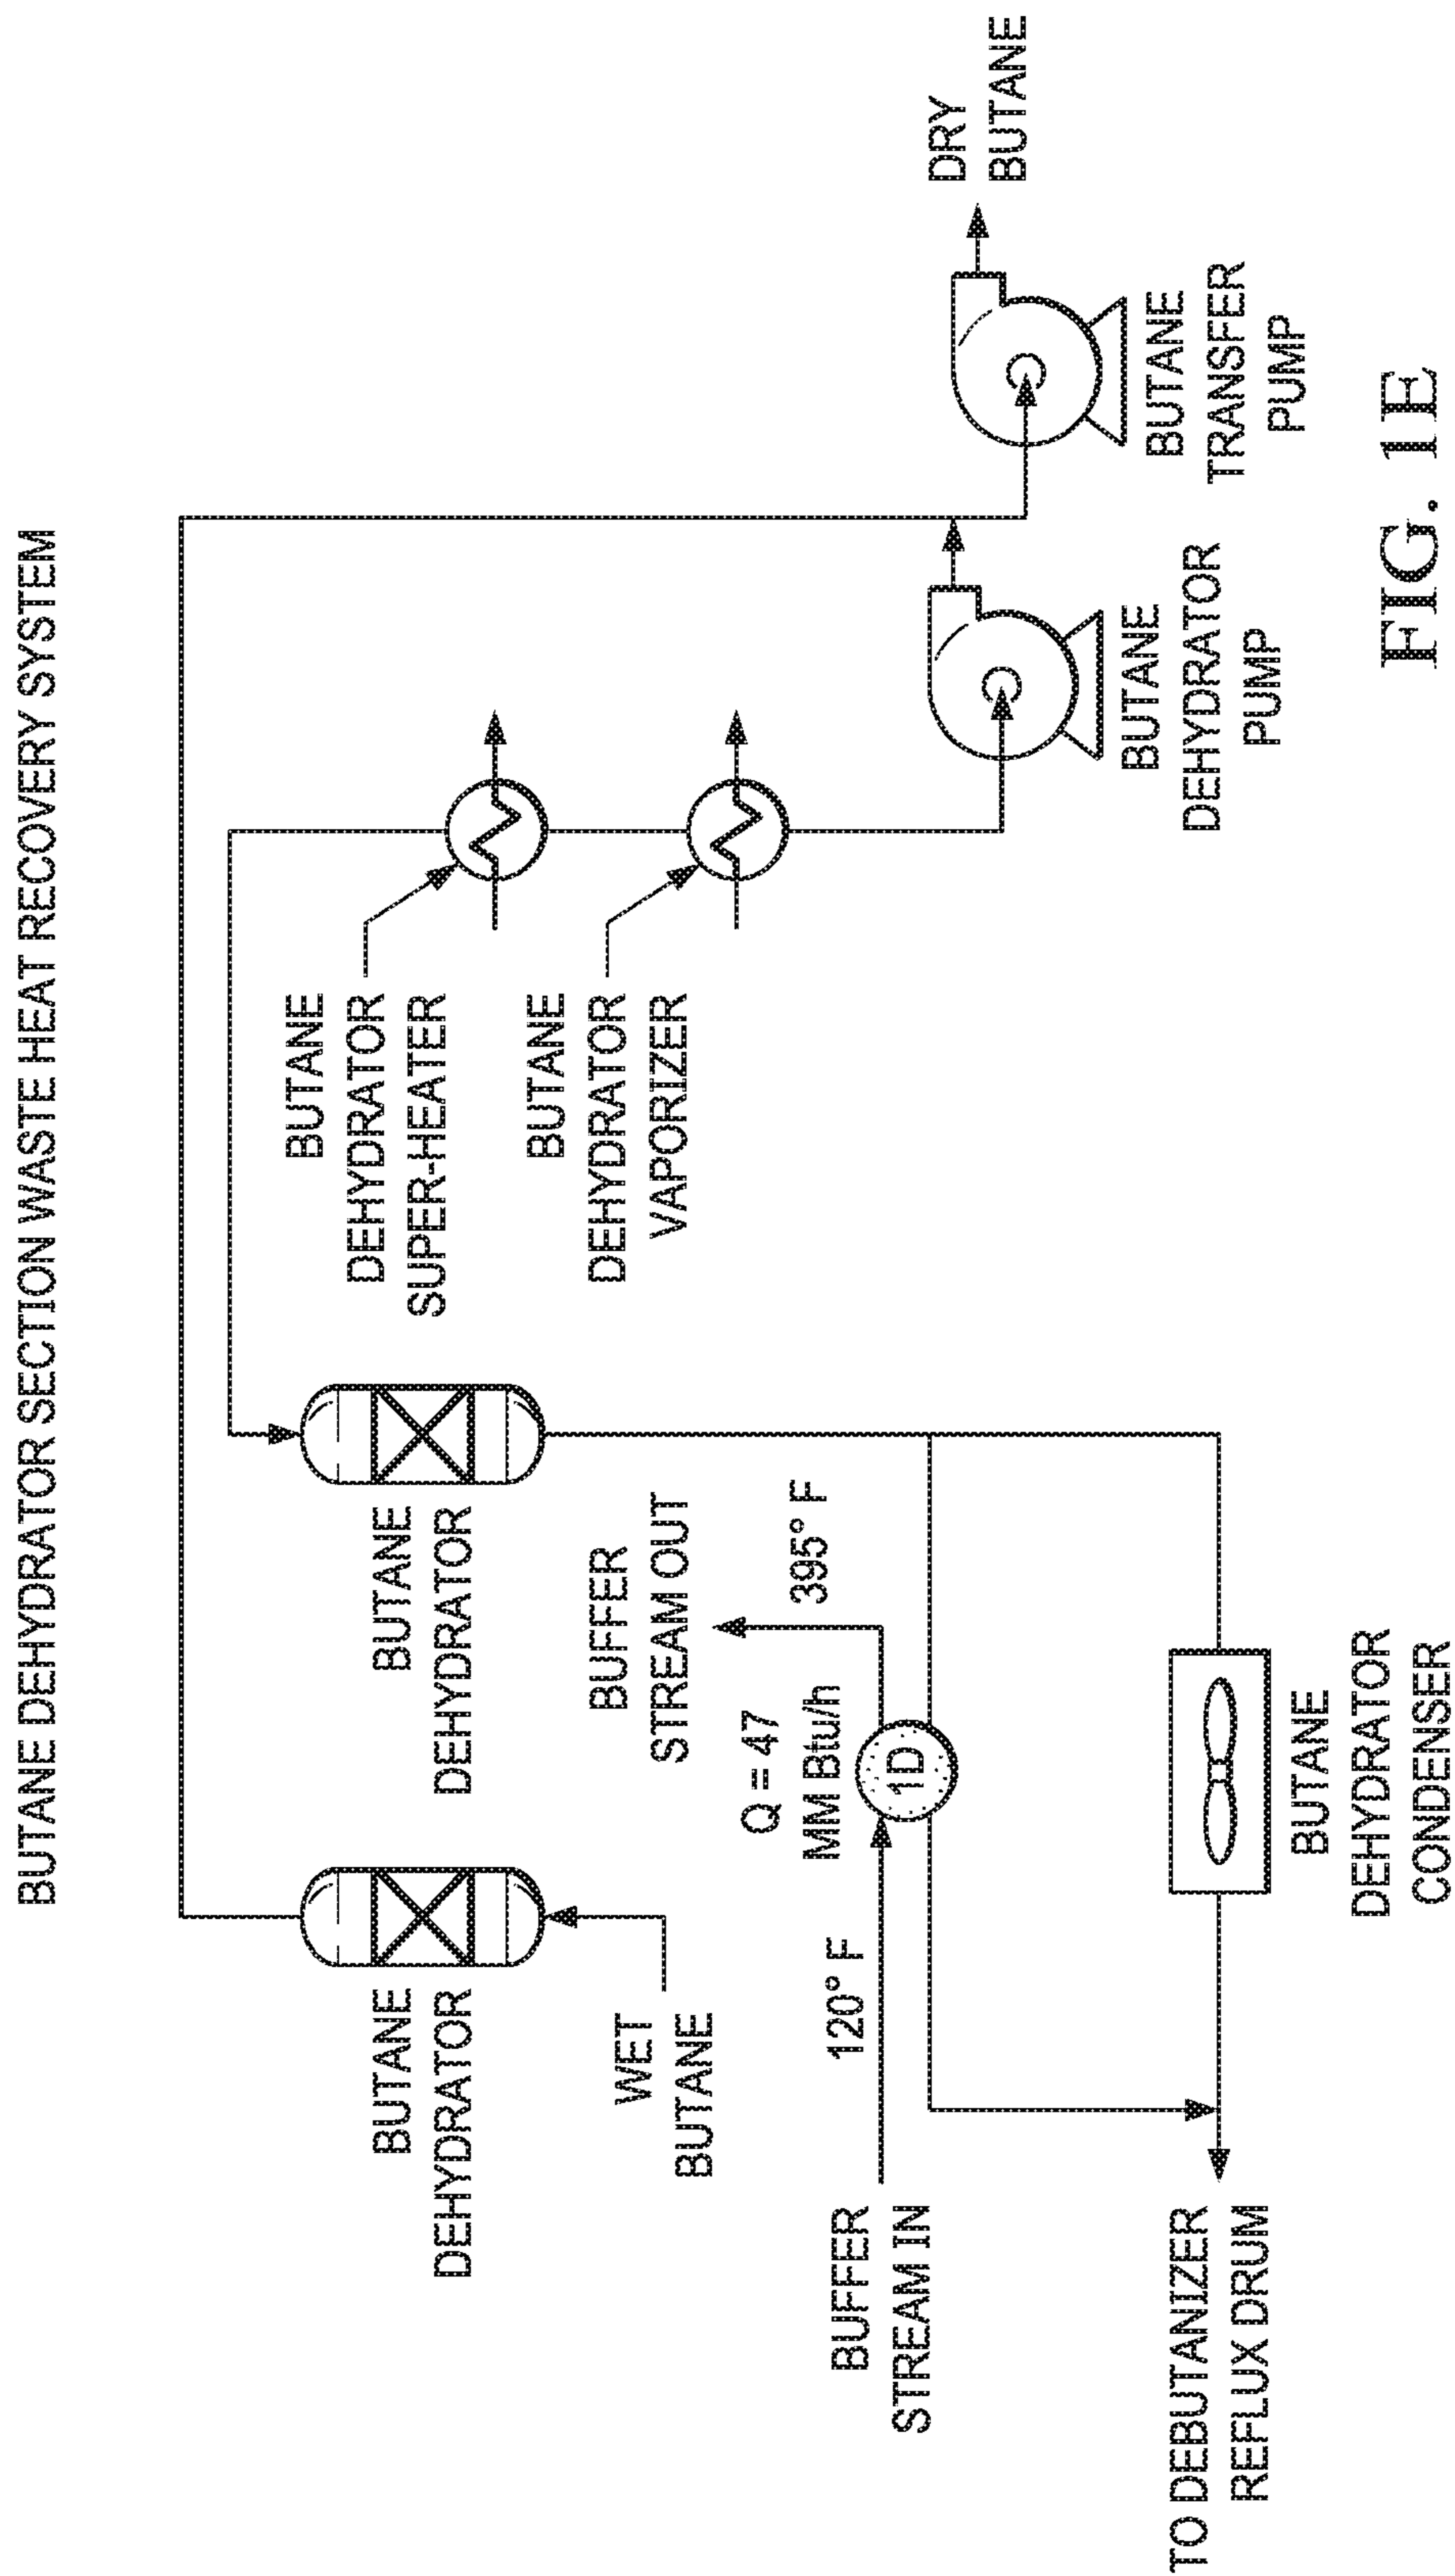 BUTANE DEHYDRATOR SECTION WASTE HEAT RECOVERY SYSTEM
BUTANE
DEHYDRATOR
WET
BUTANE
BUTANE
DEHYDRATOR
BUTANE
DEHYDRATOR
SUPER-HEATER
BUTANE
DEHYDRATOR
VAPORIZER
BUFFER
STREAM OUT
Q = 47
MM Btu/h
395° F
120° F
1D
BUFFER
STREAM IN
TO DEBUTANIZER
REFLUX DRUM
BUTANE
DEHYDRATOR
CONDENSER
BUTANE
DEHYDRATOR
PUMP
BUTANE
TRANSFER
PUMP
DRY
BUTANE
FIG. 1E